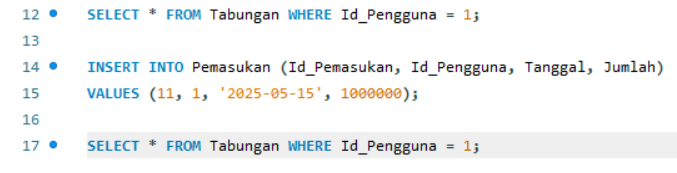 12 SELECT * FROM Tabungan WHERE Id_Pengguna = 1;
13
14 INSERT INTO Pemasukan (Id_Pemasukan, Id_Pengguna, Tanggal, Jumlah)
15 VALUES (11, 1, '2025-05-15', 1000000);
16
17 SELECT * FROM Tabungan WHERE Id_Pengguna = 1;